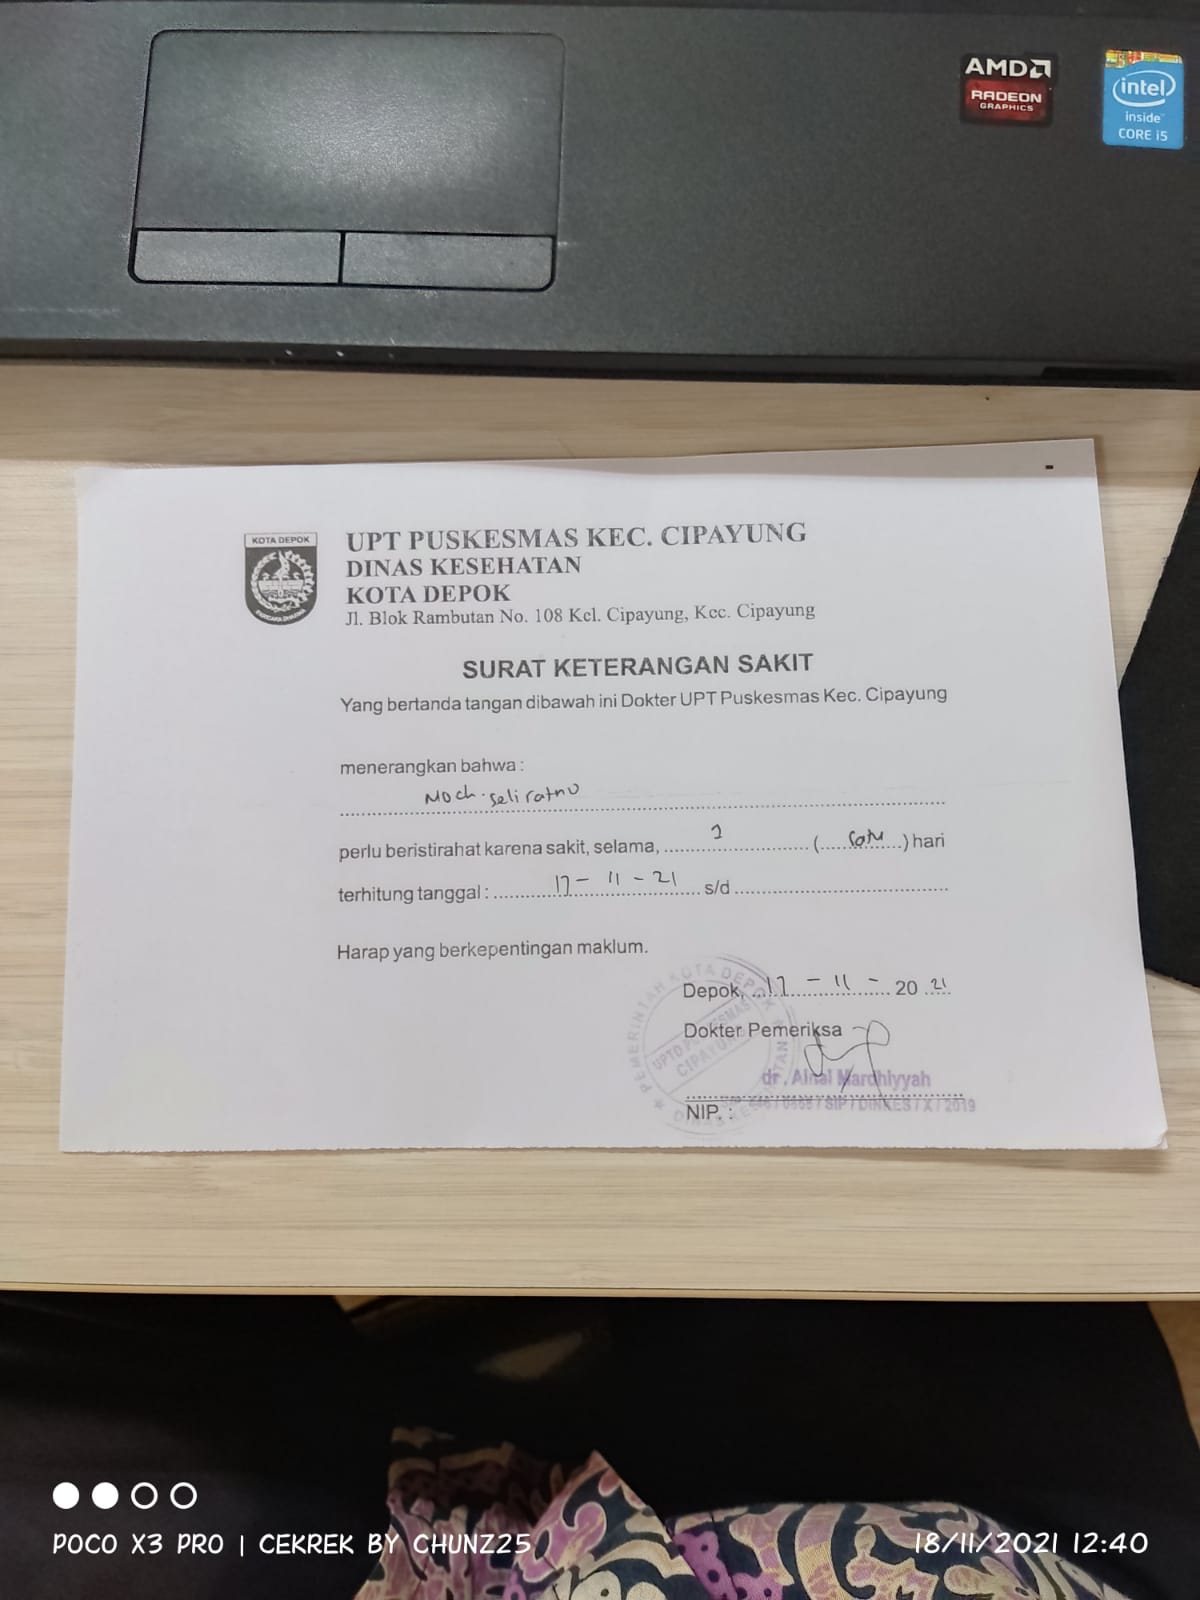 AMD
RADEON
GRAPHICS
intel
inside™
CORE i5
KOTA DEPOK
UPT PUSKESMAS KEC. CIPAYUNG
DINAS KESEHATAN
KOTA DEPOK
Jl. Blok Rambutan No. 108 Kel. Cipayung, Kec. Cipayung
SURAT KETERANGAN SAKIT
Yang bertanda tangan dibawah ini Dokter UPT Puskesmas Kec. Cipayung
menerangkan bahwa :
Moch. Seli ratno
perlu beristirahat karena sakit, selama, 1 (satu) hari
terhitung tanggal : 17 - 11 - 21 s/d
Harap yang berkepentingan maklum.
Depok, 17 - 11 - 20 21
Dokter Pemeriksa
dr. Ainal Mardhiyyah
NIP. : / SIP / DINKES / X / 2019
PEMERINTAH KOTA DEPOK
UPTD PUSKESMAS
CIPAYUNG
DINAS KESEHATAN
POCO X3 PRO | CEKREK BY CHUNZ25
18/11/2021 12:40